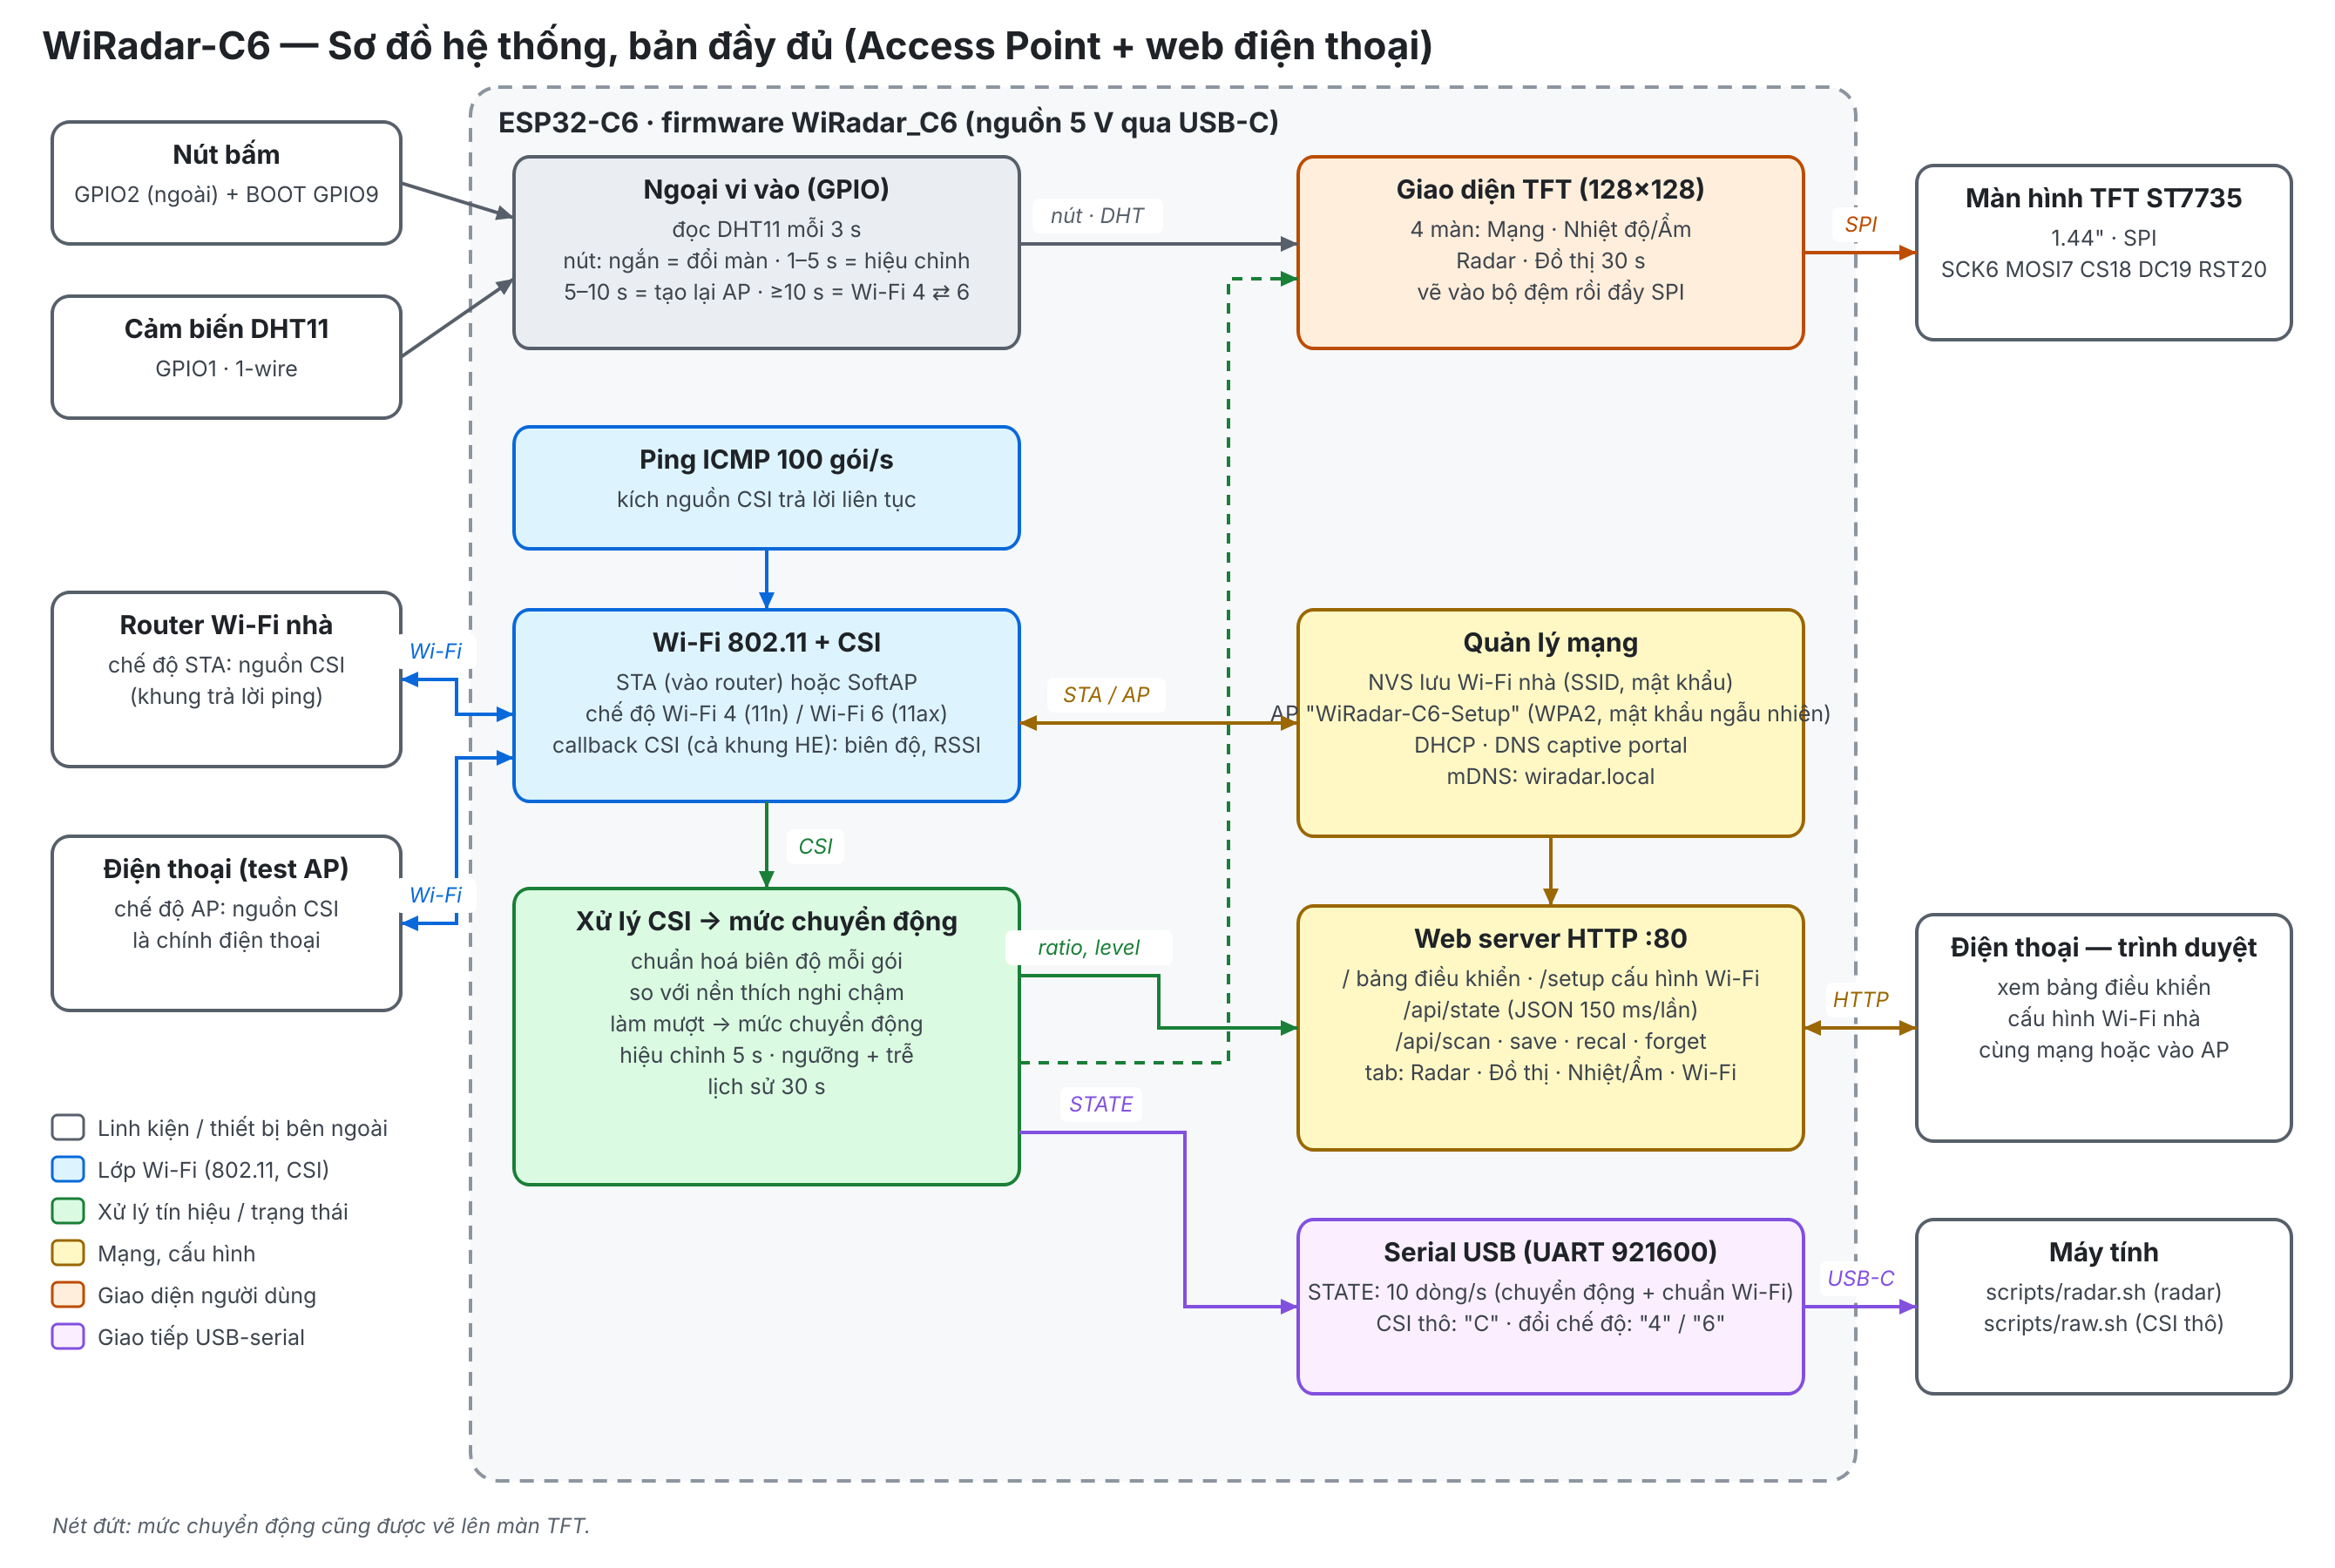 WiRadar-C6 — Sơ đồ hệ thống, bản đầy đủ (Access Point + web điện thoại)
ESP32-C6 · firmware WiRadar_C6 (nguồn 5 V qua USB-C)
Nút bấm
GPIO2 (ngoài) + BOOT GPIO9
Cảm biến DHT11
GPIO1 · 1-wire
Ngoại vi vào (GPIO)
đọc DHT11 mỗi 3 s
nút: ngắn = đổi màn · 1–5 s = hiệu chỉnh
5–10 s = tạo lại AP · ≥10 s = Wi-Fi 4 ⇄ 6
nút · DHT
Giao diện TFT (128×128)
4 màn: Mạng · Nhiệt độ/Ẩm
Radar · Đồ thị 30 s
vẽ vào bộ đệm rồi đẩy SPI
SPI
Màn hình TFT ST7735
1.44" · SPI
SCK6 MOSI7 CS18 DC19 RST20
Ping ICMP 100 gói/s
kích nguồn CSI trả lời liên tục
Router Wi-Fi nhà
chế độ STA: nguồn CSI
(khung trả lời ping)
Wi-Fi
Wi-Fi 802.11 + CSI
STA (vào router) hoặc SoftAP
chế độ Wi-Fi 4 (11n) / Wi-Fi 6 (11ax)
callback CSI (cả khung HE): biên độ, RSSI
STA / AP
Quản lý mạng
NVS lưu Wi-Fi nhà (SSID, mật khẩu)
AP "WiRadar-C6-Setup" (WPA2, mật khẩu ngẫu nhiên)
DHCP · DNS captive portal
mDNS: wiradar.local
Điện thoại (test AP)
chế độ AP: nguồn CSI
là chính điện thoại
Wi-Fi
CSI
Xử lý CSI → mức chuyển động
chuẩn hoá biên độ mỗi gói
so với nền thích nghi chậm
làm mượt → mức chuyển động
hiệu chỉnh 5 s · ngưỡng + trễ
lịch sử 30 s
ratio, level
STATE
Web server HTTP :80
/ bảng điều khiển · /setup cấu hình Wi-Fi
/api/state (JSON 150 ms/lần)
/api/scan · save · recal · forget
tab: Radar · Đồ thị · Nhiệt/Ẩm · Wi-Fi
HTTP
Điện thoại — trình duyệt
xem bảng điều khiển
cấu hình Wi-Fi nhà
cùng mạng hoặc vào AP
Serial USB (UART 921600)
STATE: 10 dòng/s (chuyển động + chuẩn Wi-Fi)
CSI thô: "C" · đổi chế độ: "4" / "6"
USB-C
Máy tính
scripts/radar.sh (radar)
scripts/raw.sh (CSI thô)
Linh kiện / thiết bị bên ngoài
Lớp Wi-Fi (802.11, CSI)
Xử lý tín hiệu / trạng thái
Mạng, cấu hình
Giao diện người dùng
Giao tiếp USB-serial
Nét đứt: mức chuyển động cũng được vẽ lên màn TFT.